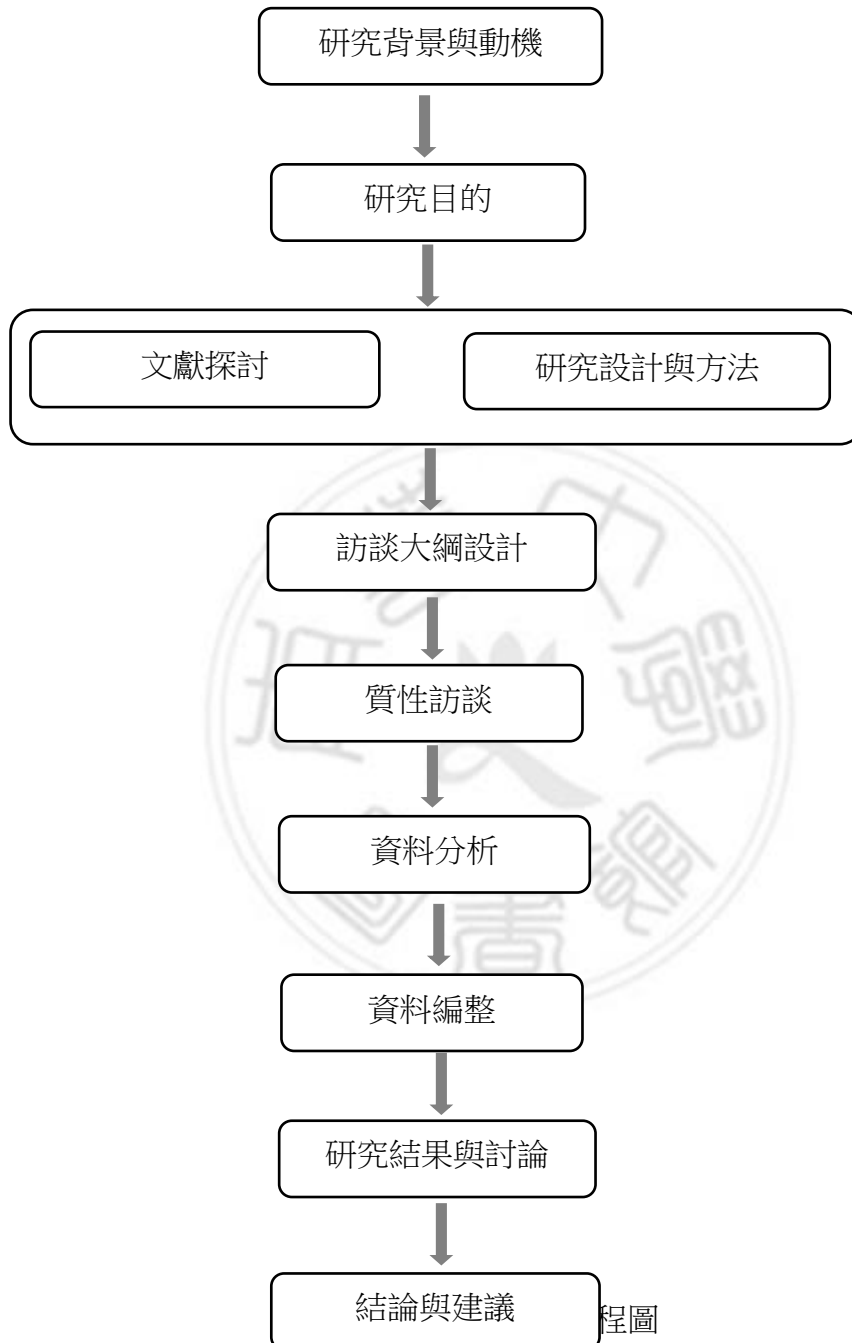 研究背景與動機
研究目的
文獻探討 研究設計與方法
訪談大綱設計
質性訪談
資料分析
資料編整
研究結果與討論
結論與建議
程圖